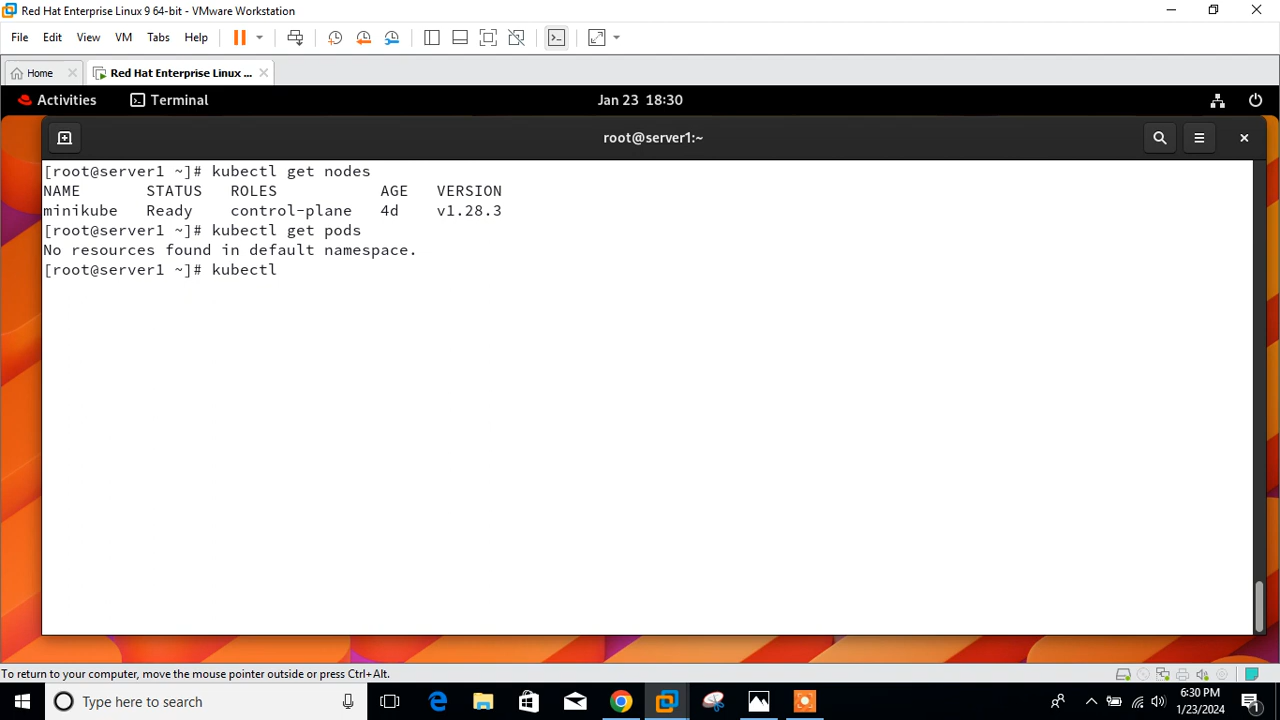 Red Hat Enterprise Linux 9 64-bit - VMware Workstation
File Edit View VM Tabs Help
Home Red Hat Enterprise Linux ...
Activities Terminal Jan 23 18:30
root@server1:~
[root@server1 ~]# kubectl get nodes
NAME STATUS ROLES AGE VERSION
minikube Ready control-plane 4d v1.28.3
[root@server1 ~]# kubectl get pods
No resources found in default namespace.
[root@server1 ~]# kubectl
To return to your computer, move the mouse pointer outside or press Ctrl+Alt.
Type here to search
6:30 PM
1/23/2024
1